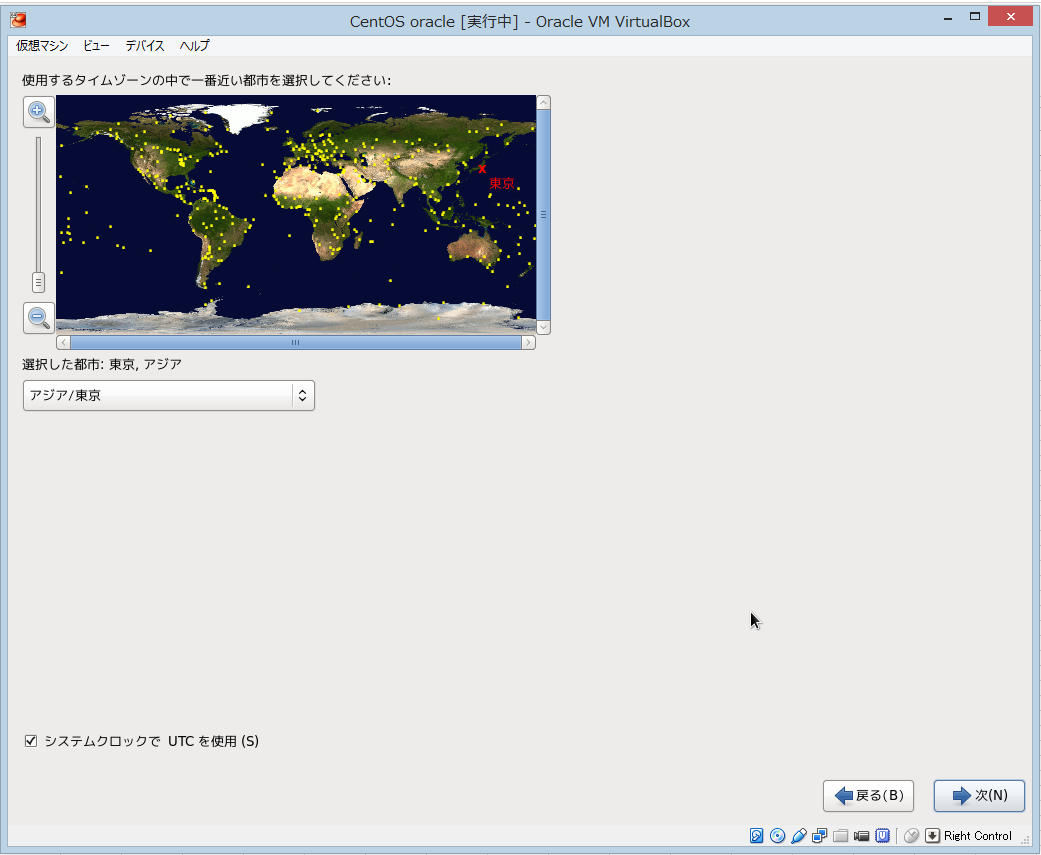 CentOS oracle [実行中] - Oracle VM VirtualBox
仮想マシン ビュー デバイス ヘルプ
使用するタイムゾーンの中で一番近い都市を選択してください:
東京
選択した都市: 東京, アジア
アジア/東京
システムクロックで UTC を使用 (S)
戻る(B) 次(N)
Right Control